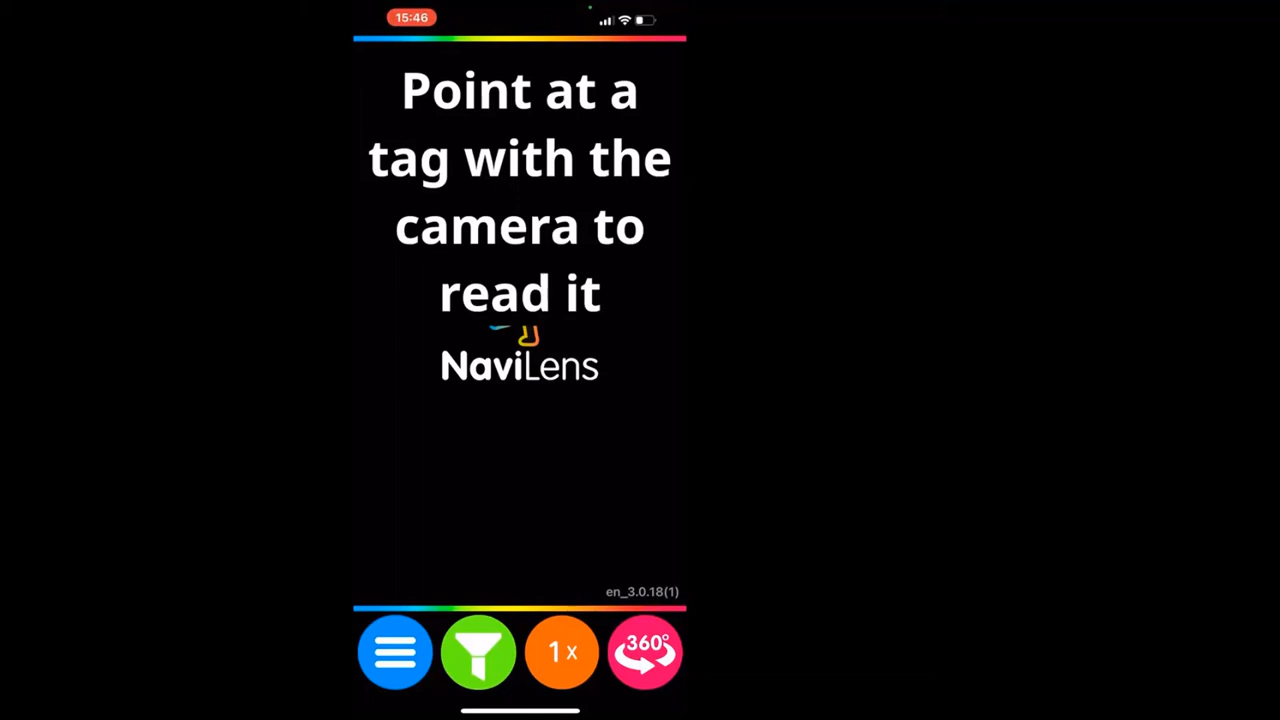 15:46
Point at a
tag with the
camera to
read it
NaviLens
en_3.0.18(1)
1x
360°